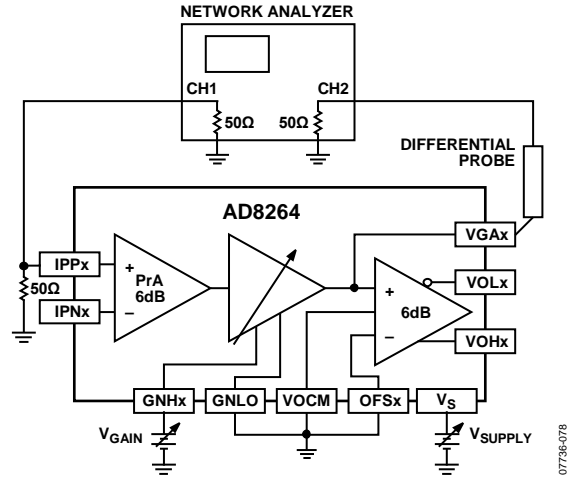 NETWORK ANALYZER
CH1
CH2
50Ω
50Ω
DIFFERENTIAL
PROBE
AD8264
VGAx
IPPx
+
PrA
6dB
–
50Ω
IPNx
+
6dB
–
VOLx
VOHx
GNHx
GNLO
VOCM
OFSx
VS
VGAIN
VSUPPLY
07736-078